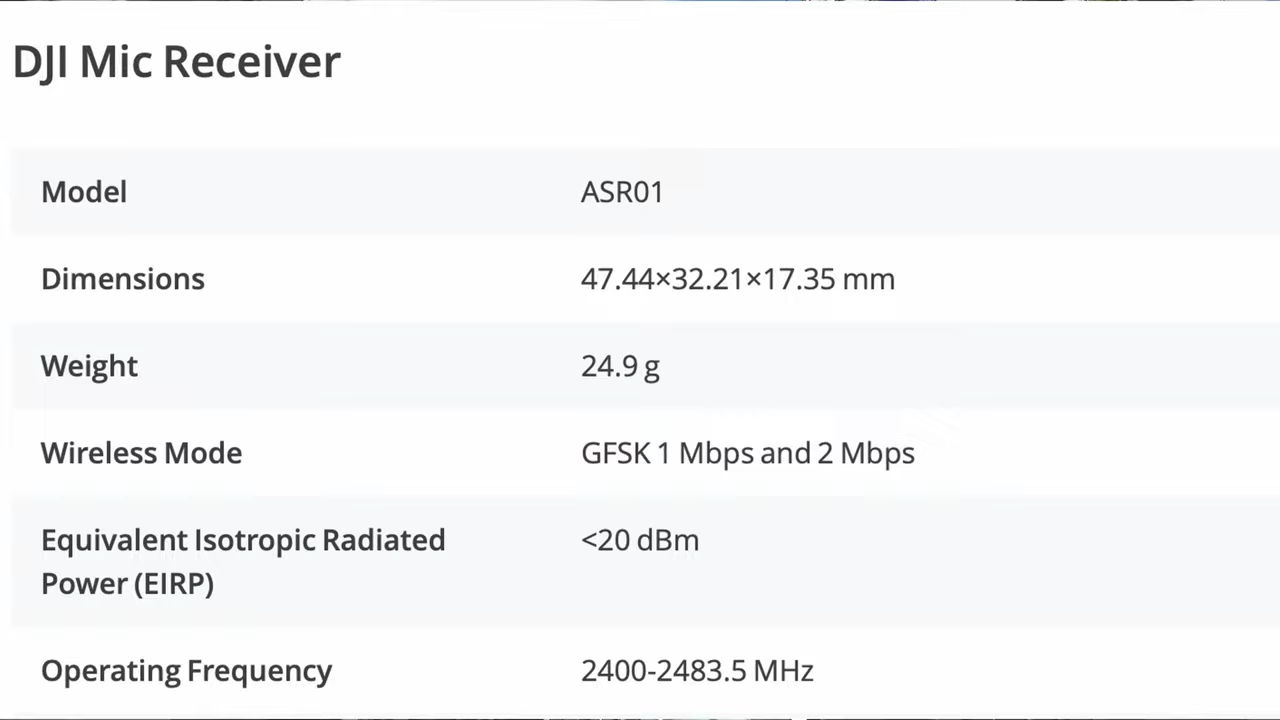 DJI Mic Receiver
Model ASR01
Dimensions 47.44×32.21×17.35 mm
Weight 24.9 g
Wireless Mode GFSK 1 Mbps and 2 Mbps
Equivalent Isotropic Radiated <20 dBm
Power (EIRP)
Operating Frequency 2400-2483.5 MHz